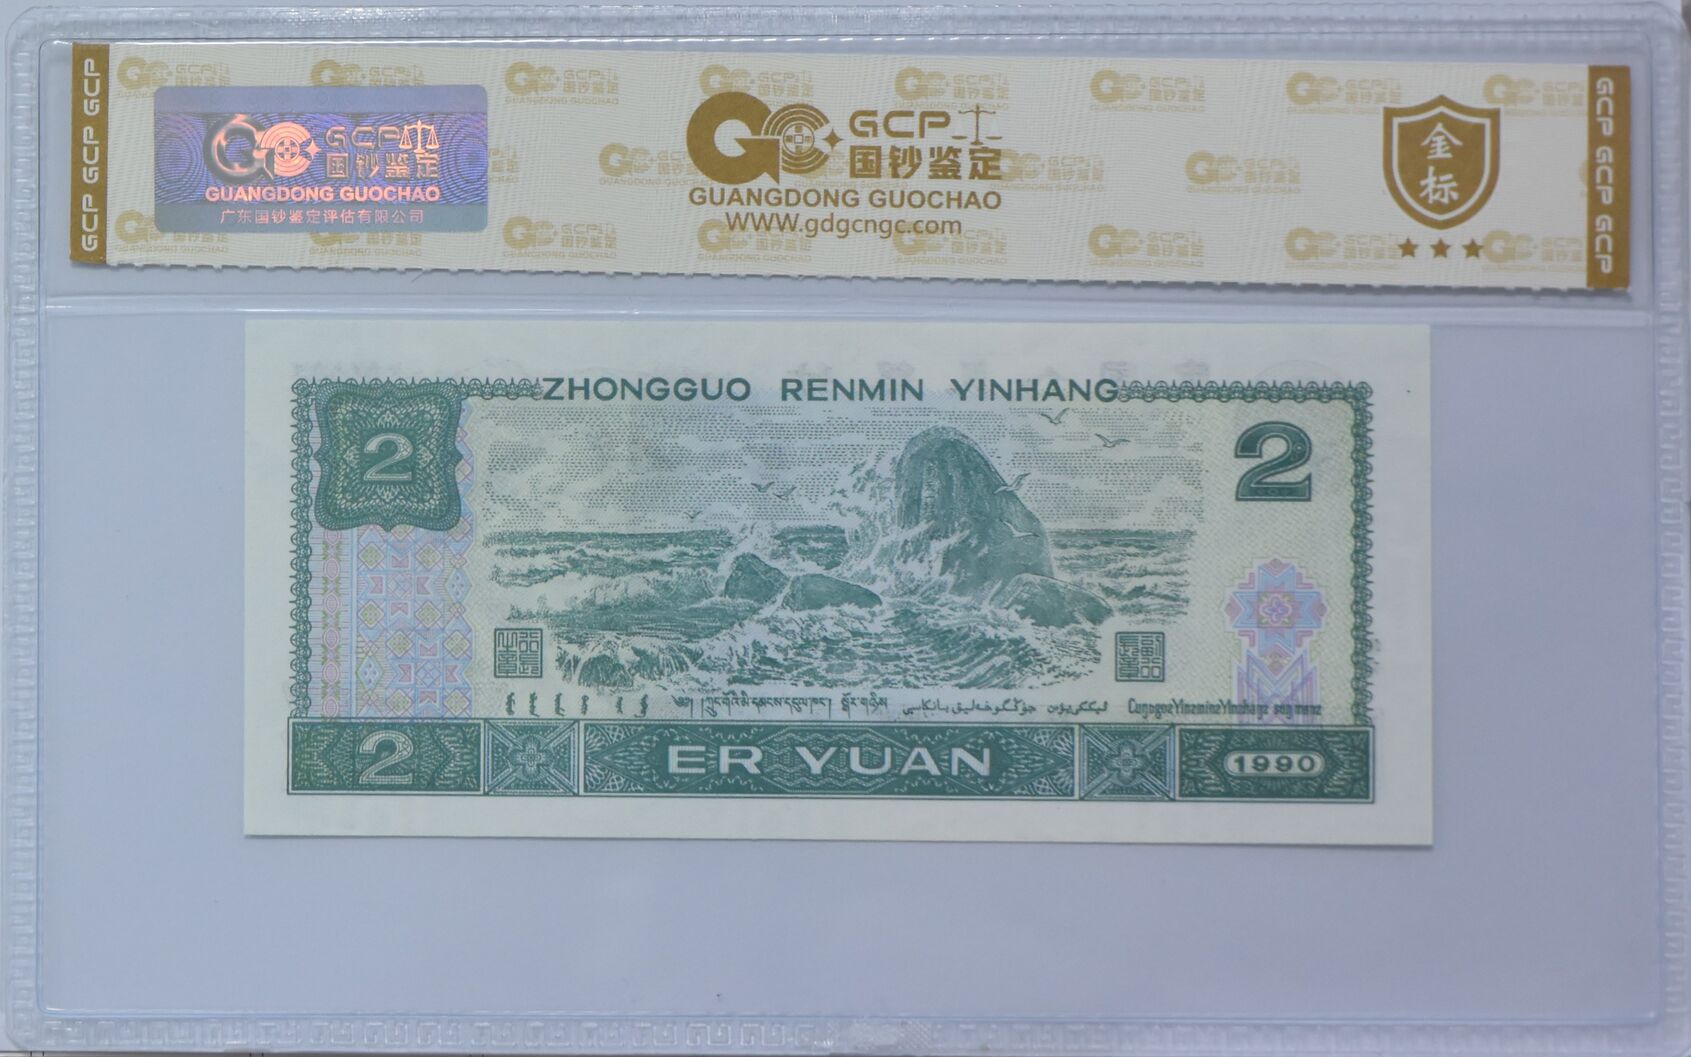 GCP GCP GCP
GCP 国钞鉴定
GUANGDONG GUOCHAO
广东国钞鉴定评估有限公司
GCP
国钞鉴定
GUANGDONG GUOCHAO
WWW.gdgcngc.com
金
标
GCP GCP GCP
ZHONGGUO RENMIN YINHANG
2
2
2
ER YUAN
1990